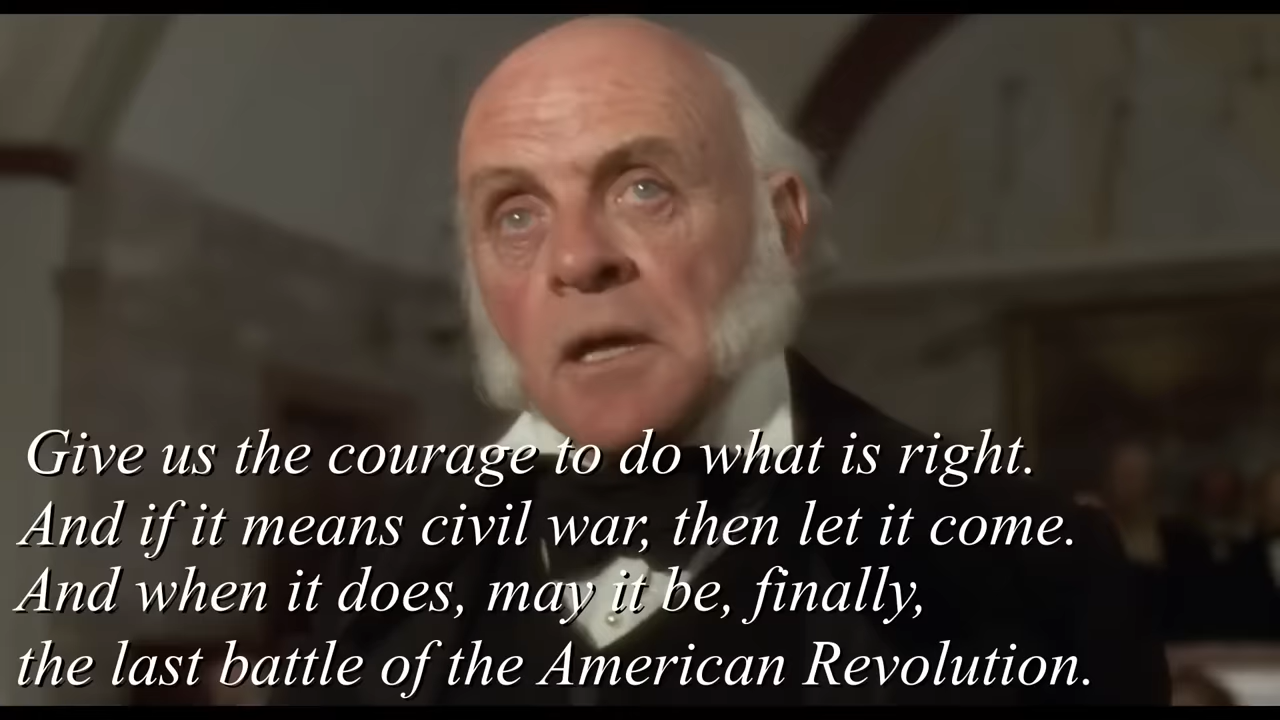 Give us the courage to do what is right.
And if it means civil war, then let it come.
And when it does, may it be, finally,
the last battle of the American Revolution.